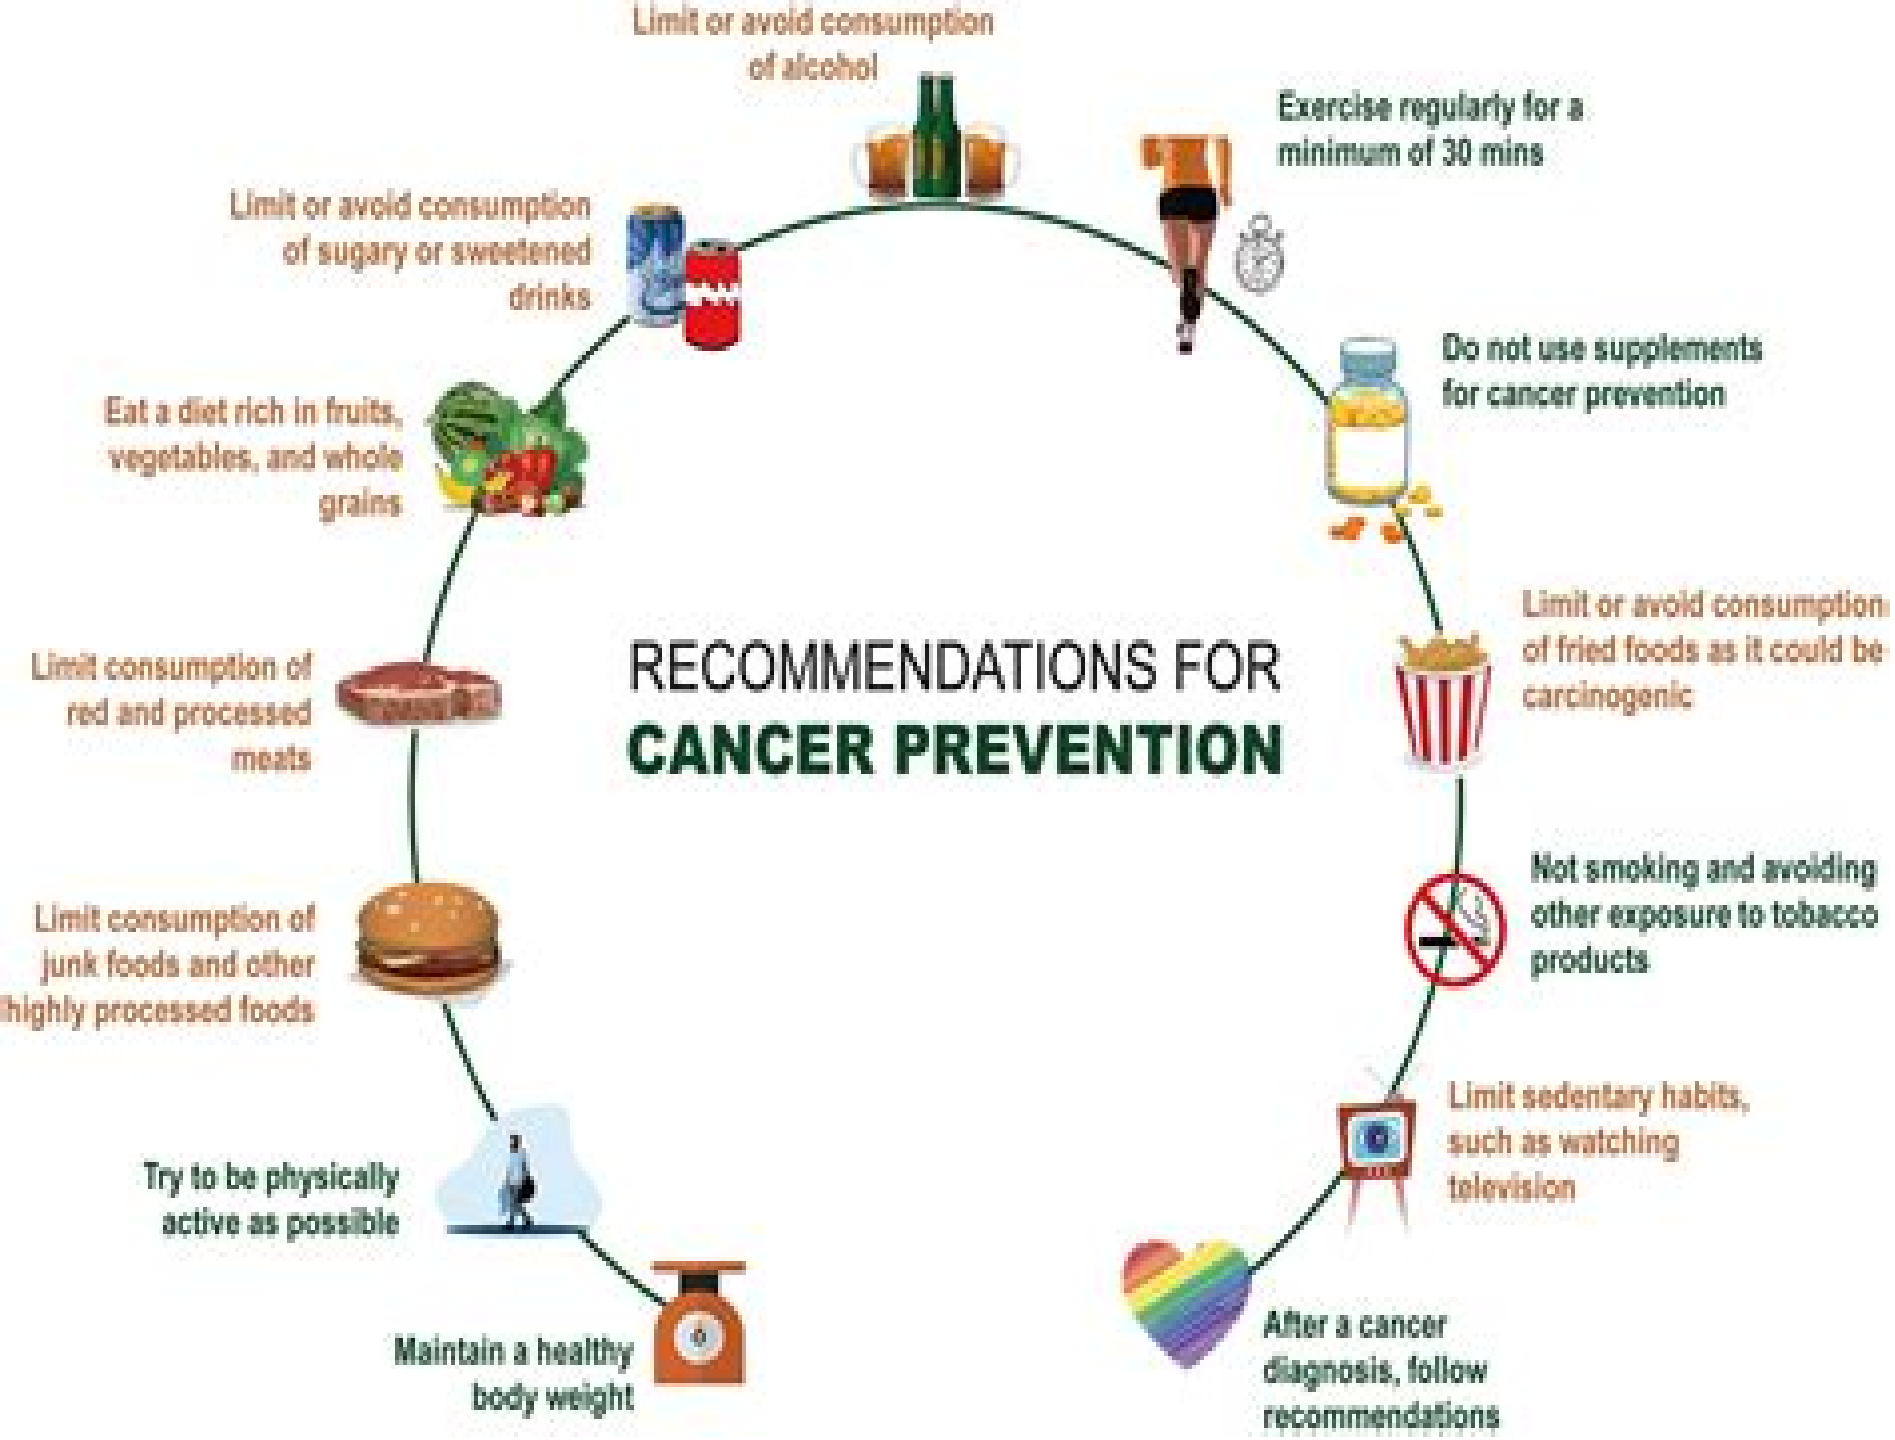 Limit or avoid consumption
of alcohol
Exercise regularly for a
minimum of 30 mins
Limit or avoid consumption
of sugary or sweetened
drinks
Do not use supplements
for cancer prevention
Eat a diet rich in fruits,
vegetables, and whole
grains
Limit or avoid consumption
of fried foods as it could be
carcinogenic
RECOMMENDATIONS FOR
CANCER PREVENTION
Limit consumption of
red and processed
meats
Not smoking and avoiding
other exposure to tobacco
products
Limit consumption of
junk foods and other
highly processed foods
Limit sedentary habits,
such as watching
television
Try to be physically
active as possible
Maintain a healthy
body weight
After a cancer
diagnosis, follow
recommendations